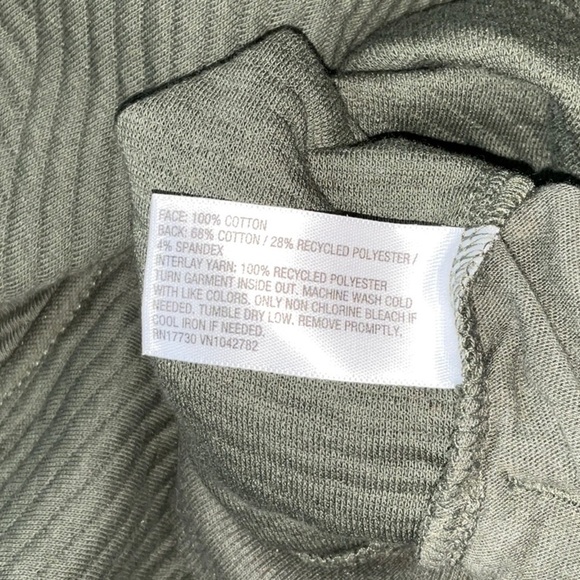 FACE: 100% COTTON
BACK: 68% COTTON / 28% RECYCLED POLYESTER /
4% SPANDEX
INTERLAY YARN: 100% RECYCLED POLYESTER
TURN GARMENT INSIDE OUT. MACHINE WASH COLD
WITH LIKE COLORS. ONLY NON CHLORINE BLEACH IF
NEEDED. TUMBLE DRY LOW. REMOVE PROMPTLY.
COOL IRON IF NEEDED.
RN17730 VN1042782